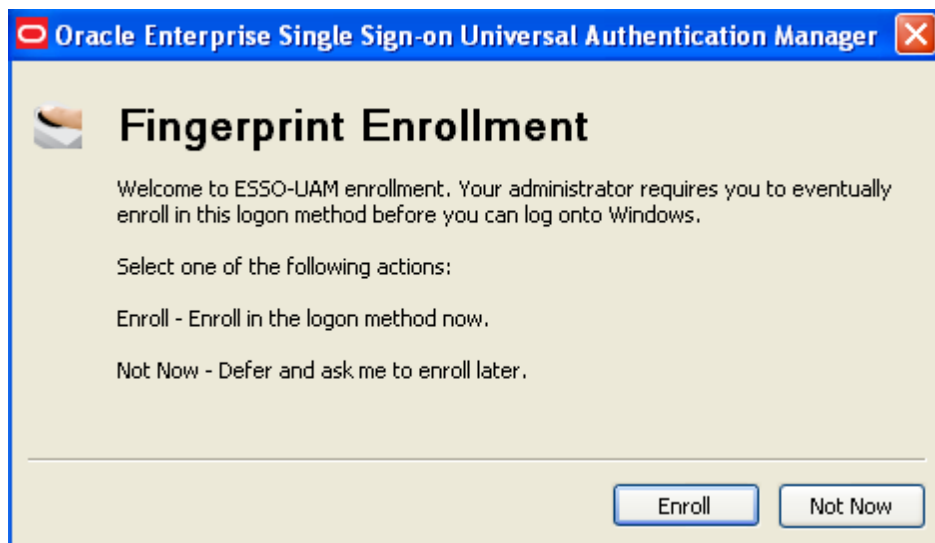 Oracle Enterprise Single Sign-on Universal Authentication Manager
Fingerprint Enrollment
Welcome to ESSO-UAM enrollment. Your administrator requires you to eventually
enroll in this logon method before you can log onto Windows.
Select one of the following actions:
Enroll - Enroll in the logon method now.
Not Now - Defer and ask me to enroll later.
Enroll
Not Now